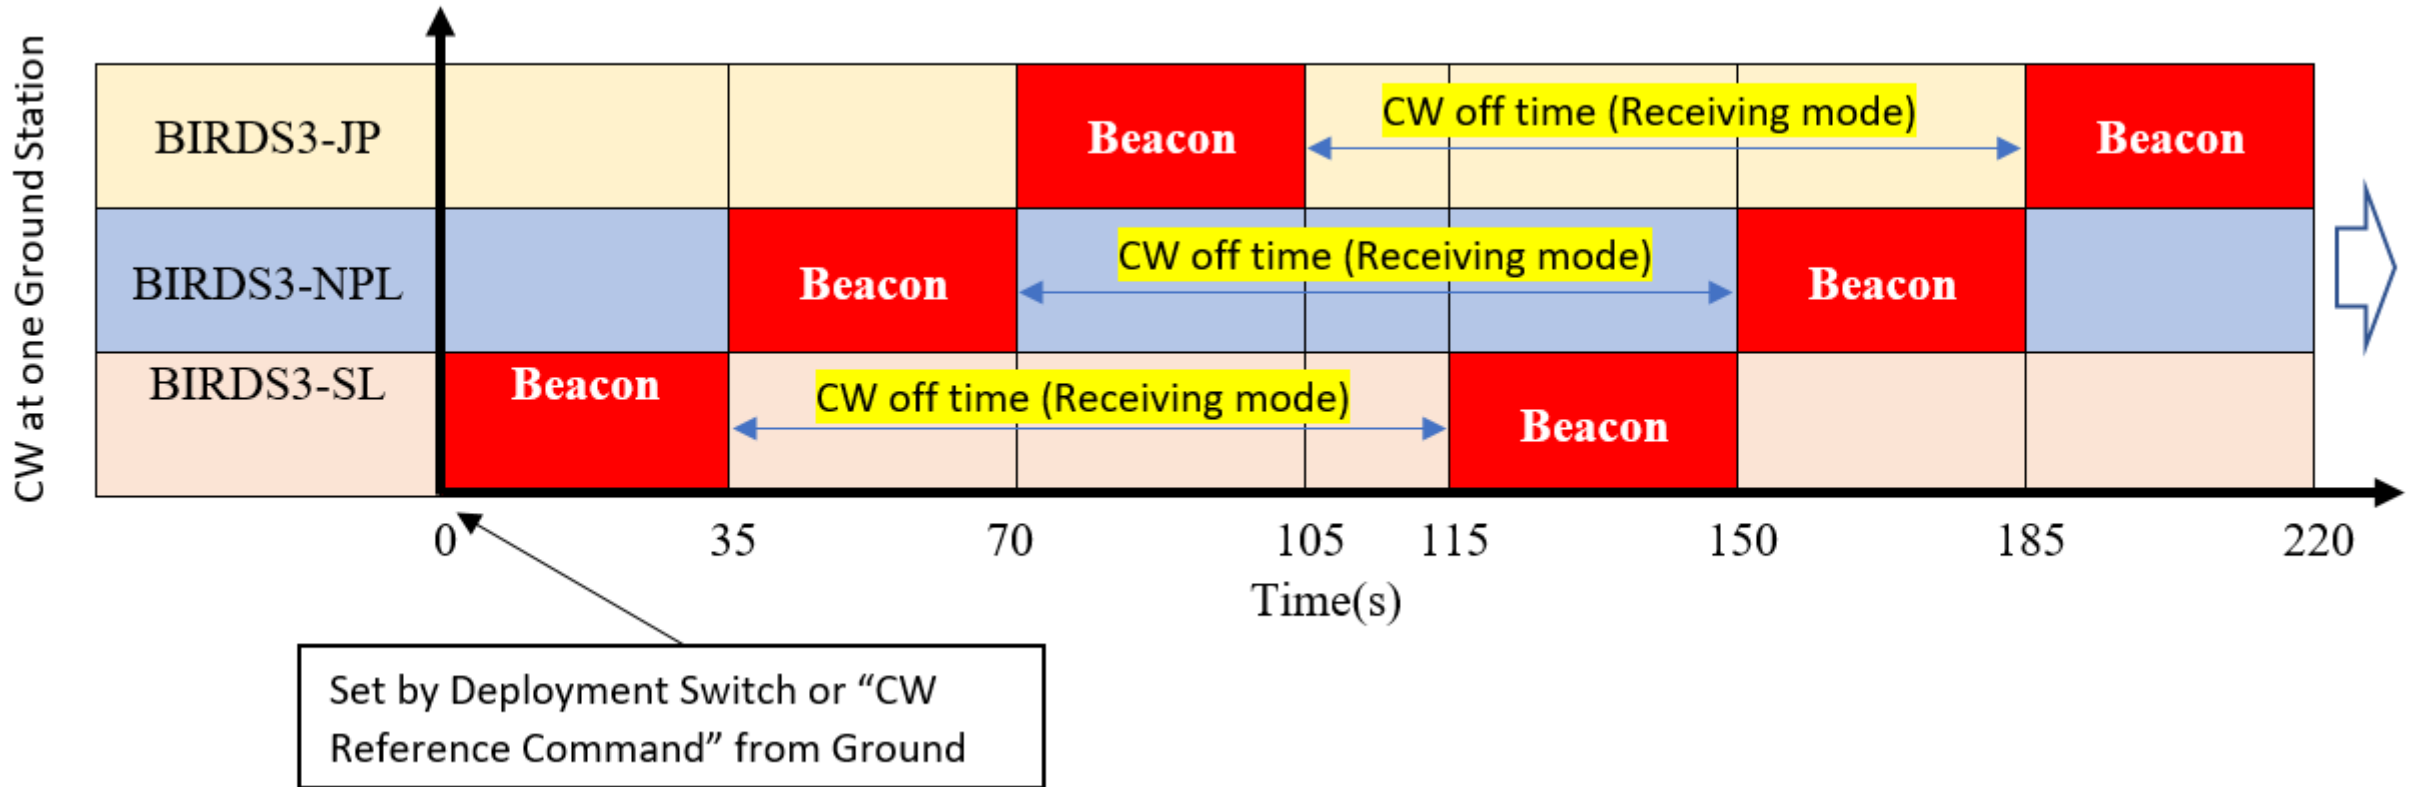 CW at one Ground Station
BIRDS3-JP
Beacon
CW off time (Receiving mode)
Beacon
BIRDS3-NPL
Beacon
CW off time (Receiving mode)
Beacon
BIRDS3-SL
Beacon
CW off time (Receiving mode)
Beacon
0 35 70 105 115 150 185 220
Time(s)
Set by Deployment Switch or “CW
Reference Command” from Ground